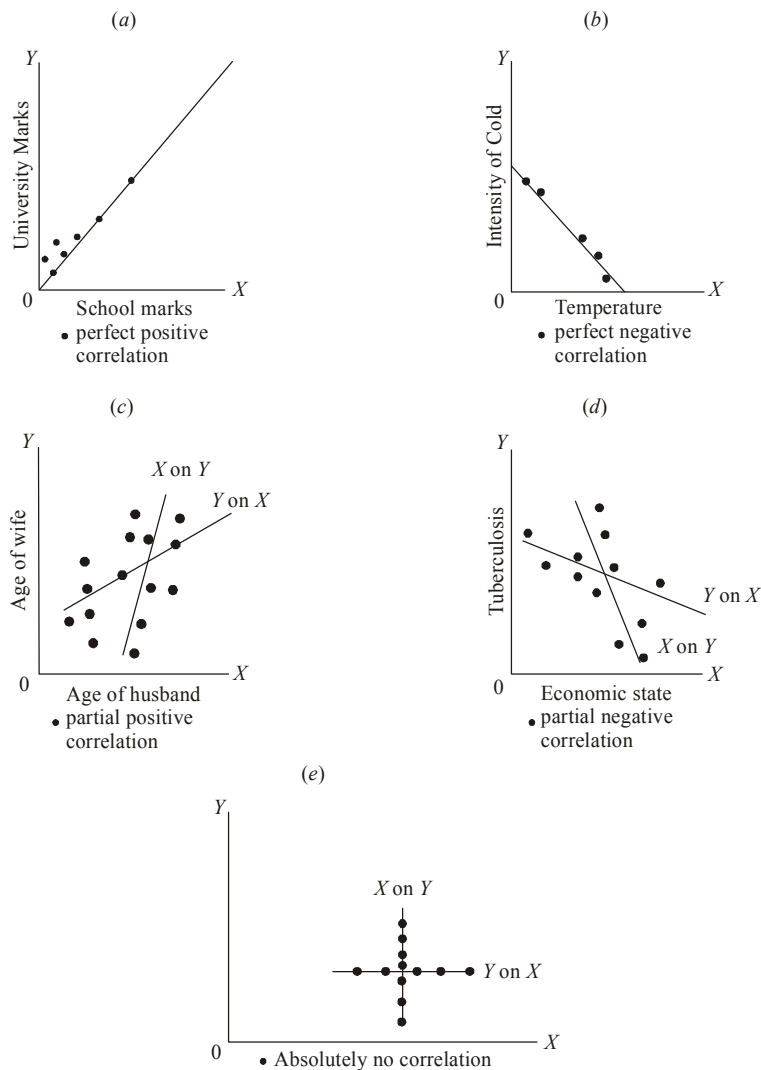 (a)
Y
University Marks
0
X
School marks
• perfect positive
correlation
(b)
Y
Intensity of Cold
0
X
Temperature
• perfect negative
correlation
(c)
Y
X on Y
Y on X
Age of wife
0
X
Age of husband
• partial positive
correlation
(d)
Y
Tuberculosis
Y on X
X on Y
0
X
Economic state
• partial negative
correlation
(e)
Y
X on Y
Y on X
0
X
• Absolutely no correlation